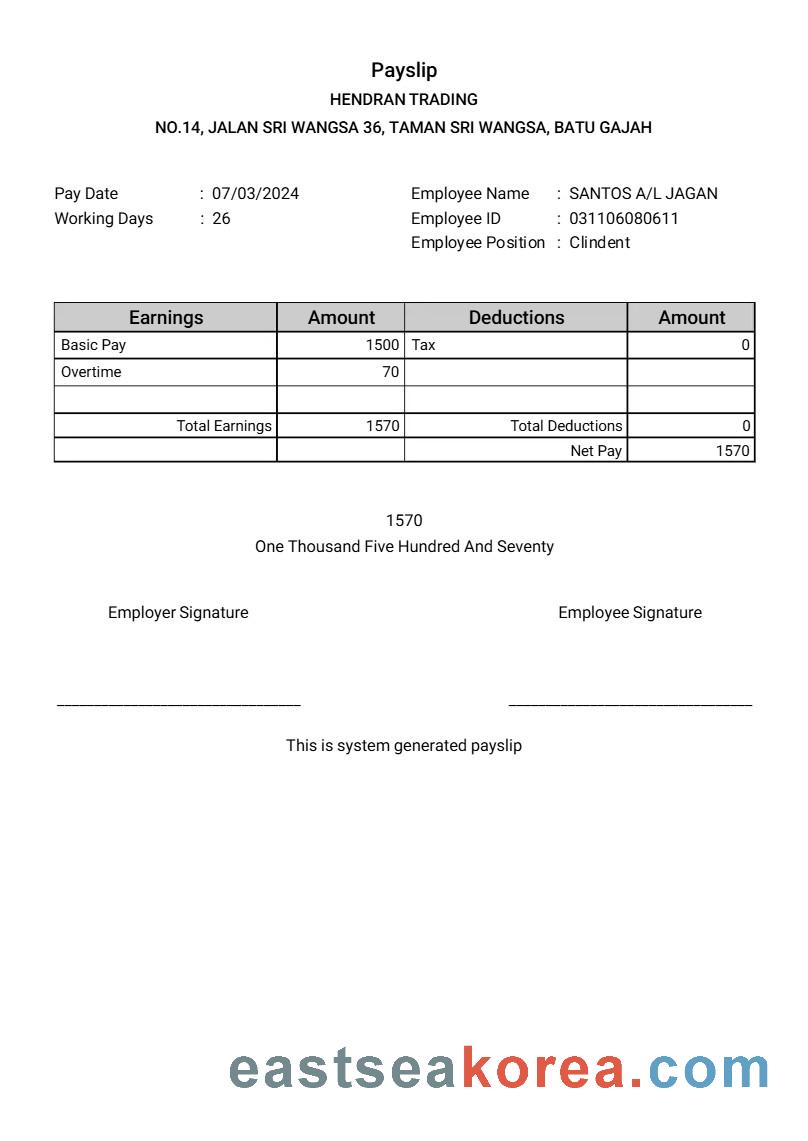 Payslip
HENDRAN TRADING
NO.14, JALAN SRI WANGSA 36, TAMAN SRI WANGSA, BATU GAJAH
Pay Date : 07/03/2024 Employee Name : SANTOS A/L JAGAN
Working Days : 26 Employee ID : 031106080611
Employee Position : Clindent
Earnings Amount Deductions Amount
Basic Pay 1500 Tax 0
Overtime 70
Total Earnings 1570 Total Deductions 0
Net Pay 1570
1570
One Thousand Five Hundred And Seventy
Employer Signature Employee Signature
This is system generated payslip
eastseakorea.com